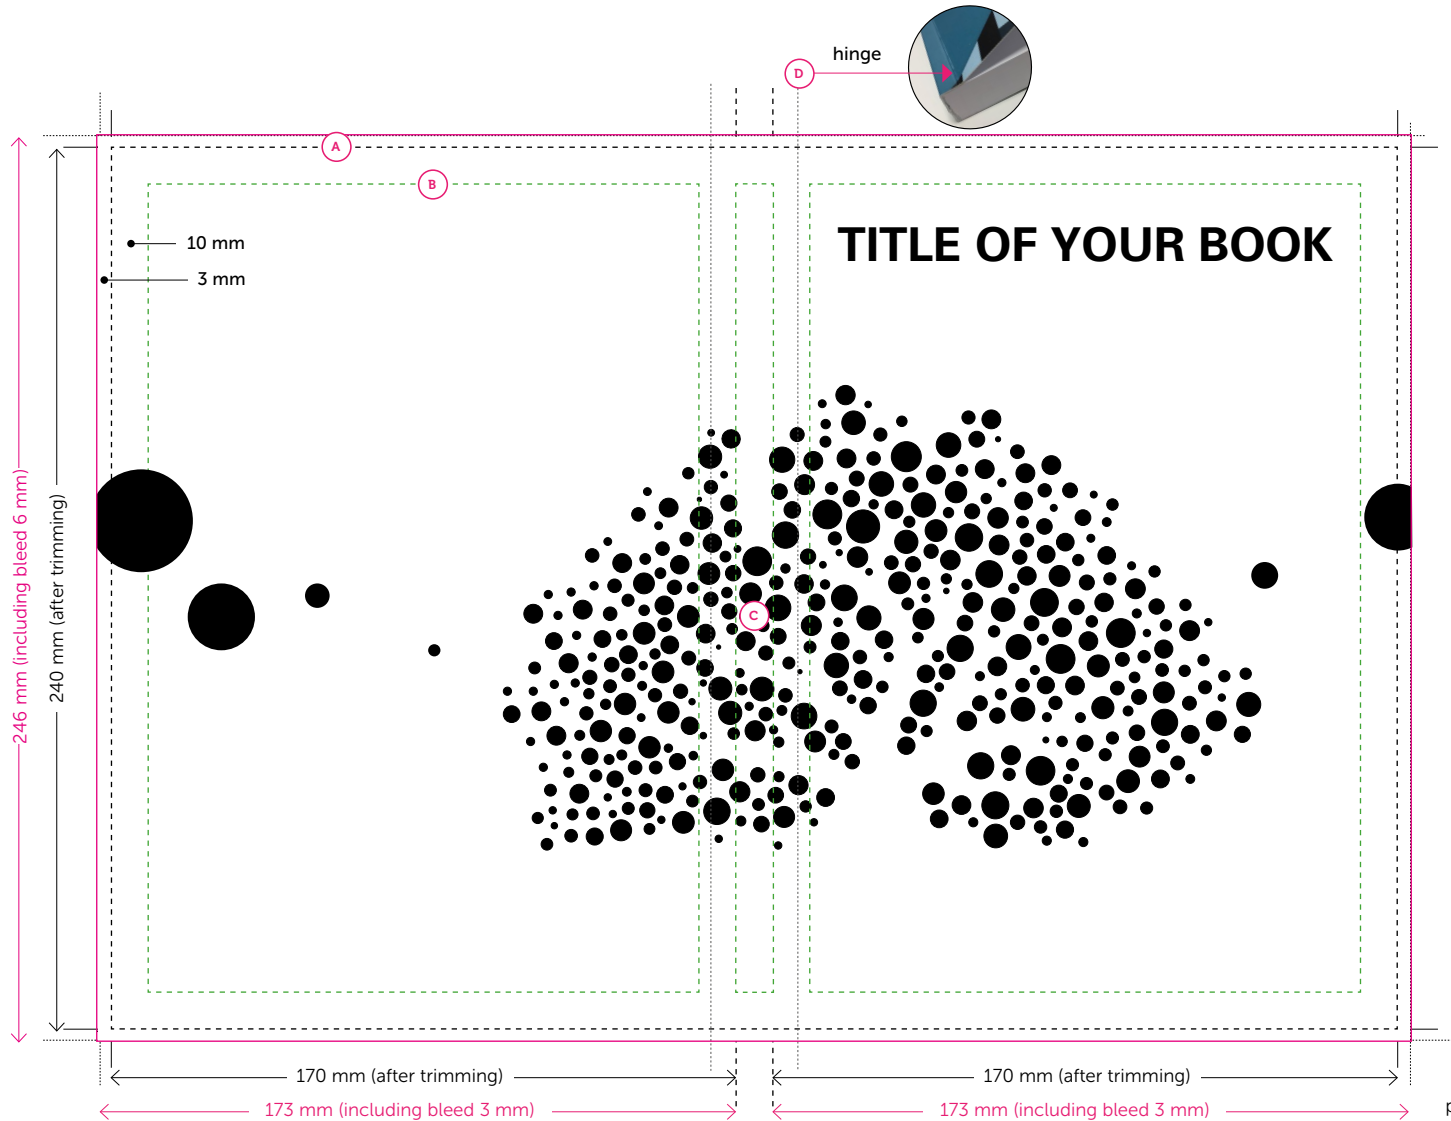 hinge
D
A
B
10 mm
3 mm
TITLE OF YOUR BOOK
246 mm (including bleed 6 mm)
240 mm (after trimming)
C
170 mm (after trimming)
170 mm (after trimming)
173 mm (including bleed 3 mm)
173 mm (including bleed 3 mm)